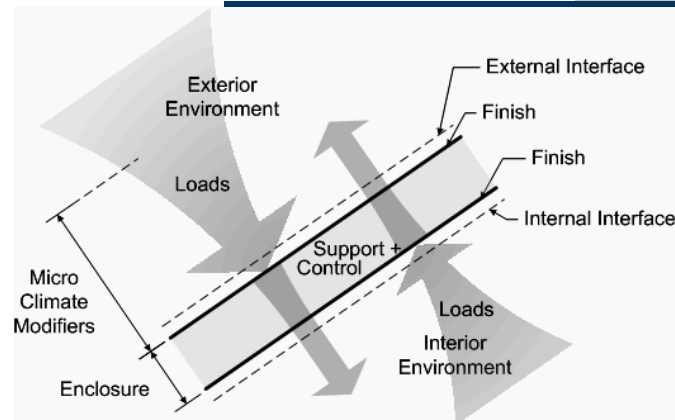 Exterior
Environment
External Interface
Finish
Finish
Loads
Internal Interface
Support +
Control
Micro
Climate
Modifiers
Loads
Interior
Environment
Enclosure